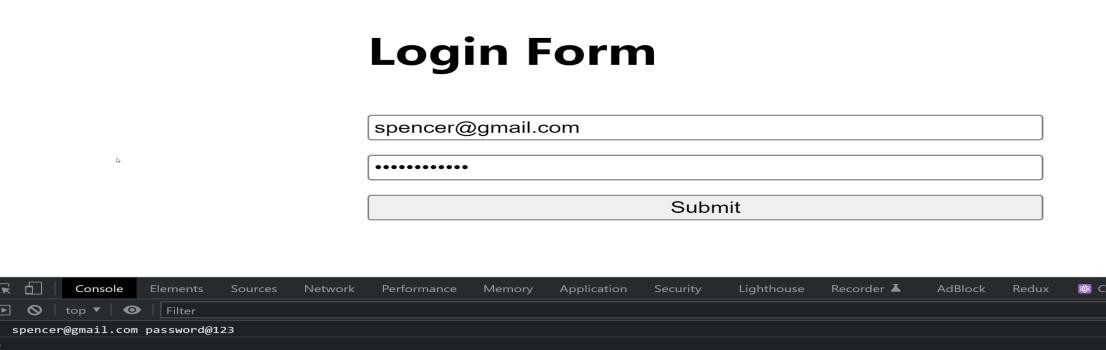 Login Form
spencer@gmail.com
••••••••••••
Submit
Console Elements Sources Network Performance Memory Application Security Lighthouse Recorder AdBlock Redux
top Filter
spencer@gmail.com password@123